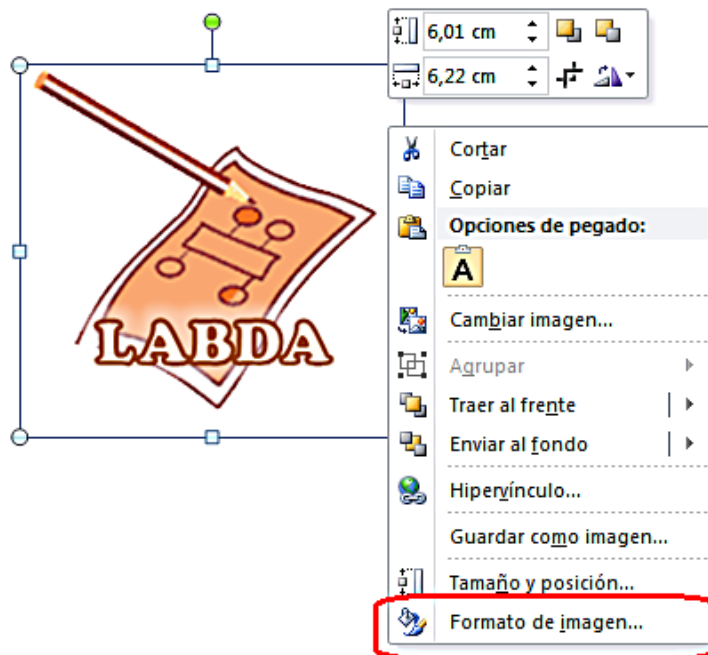 6,01 cm
6,22 cm
LABDA
Cortar
Copiar
Opciones de pegado:
A
Cambiar imagen...
Agrupar
Traer al frente
Enviar al fondo
Hipervínculo...
Guardar como imagen...
Tamaño y posición...
Formato de imagen...